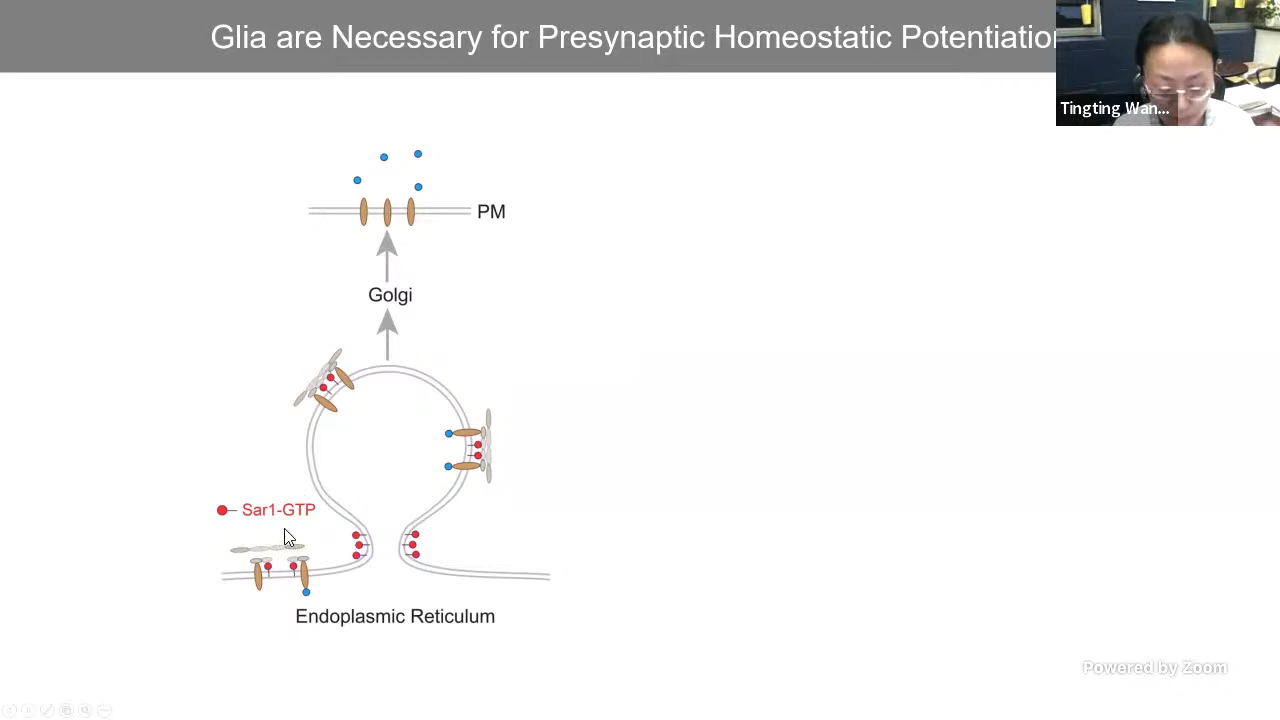 Glia are Necessary for Presynaptic Homeostatic Potentiation
Tingting Wan...
PM
Golgi
Sar1-GTP
Endoplasmic Reticulum
Powered by Zoom